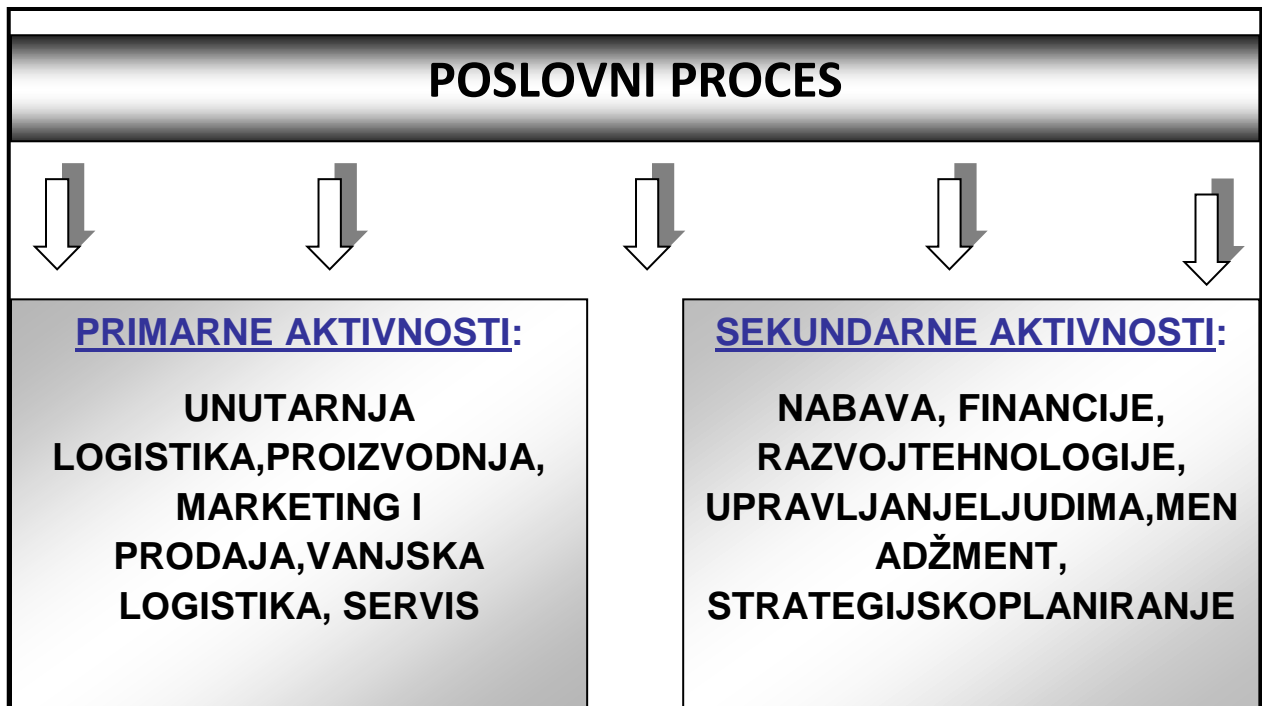 POSLOVNI PROCES
PRIMARNE AKTIVNOSTI:
UNUTARNJA
LOGISTIKA,PROIZVODNJA,
MARKETING I
PRODAJA,VANJSKA
LOGISTIKA, SERVIS
SEKUNDARNE AKTIVNOSTI:
NABAVA, FINANCIJE,
RAZVOJTEHNOLOGIJE,
UPRAVLJANJELJUDIMA,MEN
ADŽMENT,
STRATEGIJSKOPLANIRANJE